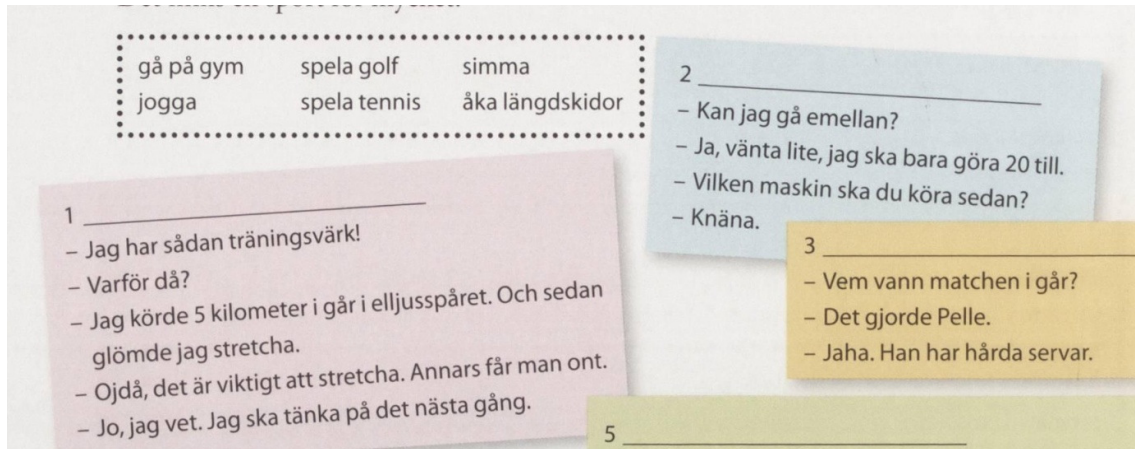 gå på gym spela golf simma
jogga spela tennis åka längdskidor
1
– Jag har sådan träningsvärk!
– Varför då?
– Jag körde 5 kilometer i går i elljusspåret. Och sedan
glömde jag stretcha.
– Ojdå, det är viktigt att stretcha. Annars får man ont.
– Jo, jag vet. Jag ska tänka på det nästa gång.
2
– Kan jag gå emellan?
– Ja, vänta lite, jag ska bara göra 20 till.
– Vilken maskin ska du köra sedan?
– Knäna.
3
– Vem vann matchen i går?
– Det gjorde Pelle.
– Jaha. Han har hårda servar.
5